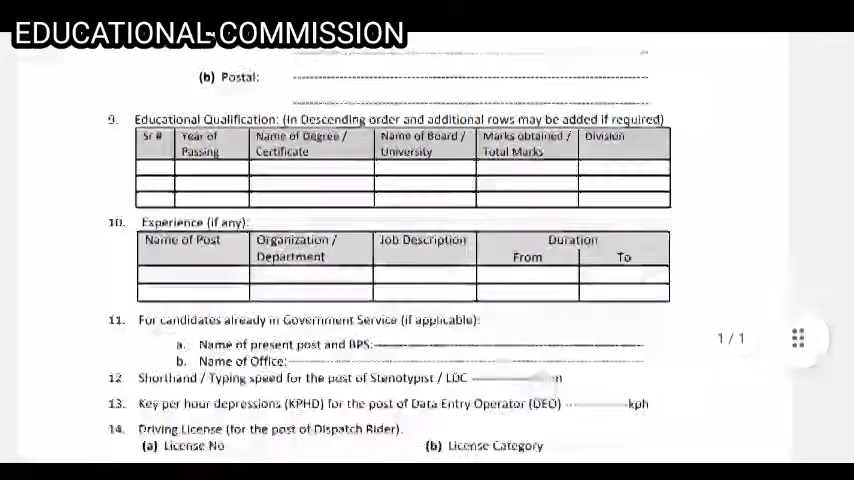 EDUCATIONAL COMMISSION
(b) Postal:
9. Educational Qualification: (In Descending order and additional rows may be added if required)
Sr # Year of Passing Name of Degree / Certificate Name of Board / University Marks obtained / Total Marks Division
10. Experience (if any):
Name of Post Organization / Department Job Description Duration
From To
11. For candidates already in Government Service (if applicable):
a. Name of present post and BPS:
b. Name of Office:
12. Shorthand / Typing speed for the post of Stenotypist / LDC
13. Key per hour depressions (KPHD) for the post of Data Entry Operator (DEO) kph
14. Driving License (for the post of Dispatch Rider).
(a) License No (b) License Category
1 / 1